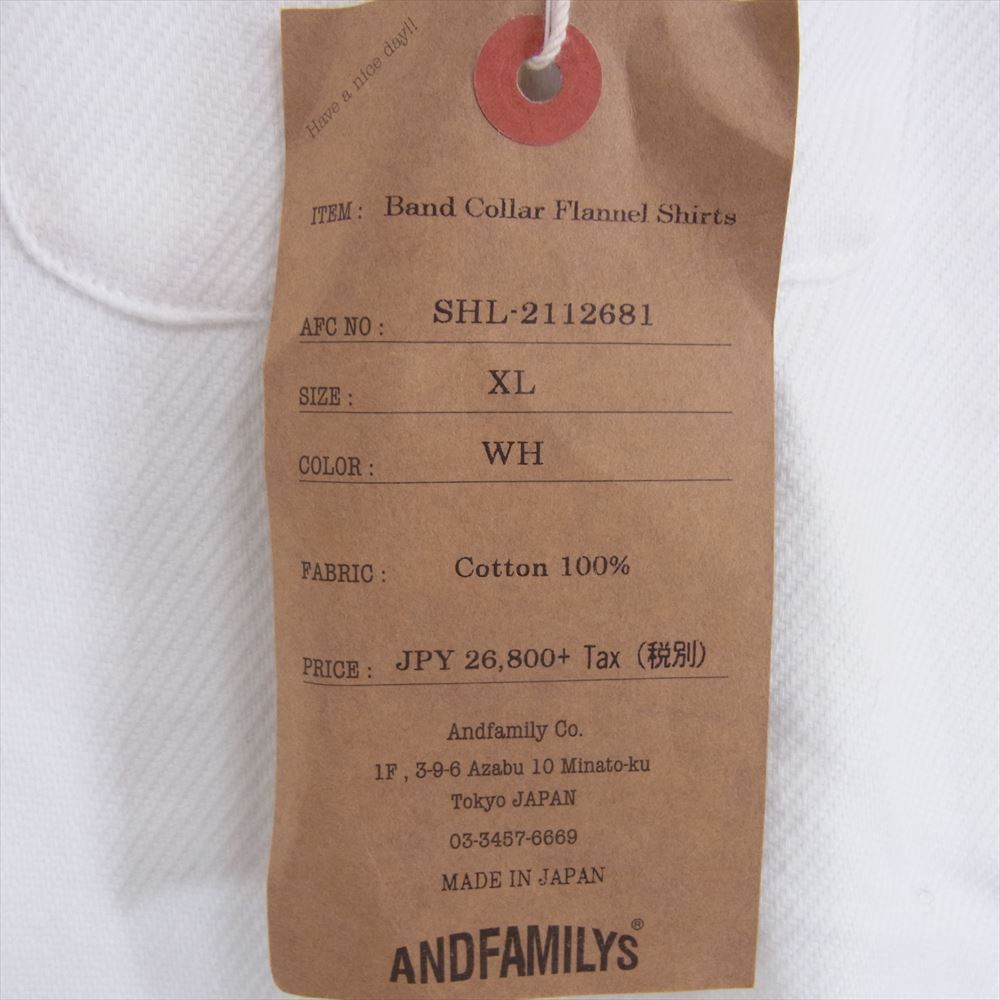 Have a nice day!!
ITEM : Band Collar Flannel Shirts
AFC NO : SHL-2112681
SIZE : XL
COLOR : WH
FABRIC : Cotton 100%
PRICE : JPY 26,800+ Tax (税別)
Andfamily Co.
1F , 3-9-6 Azabu 10 Minato-ku
Tokyo JAPAN
03-3457-6669
MADE IN JAPAN
ANDFAMILYS®